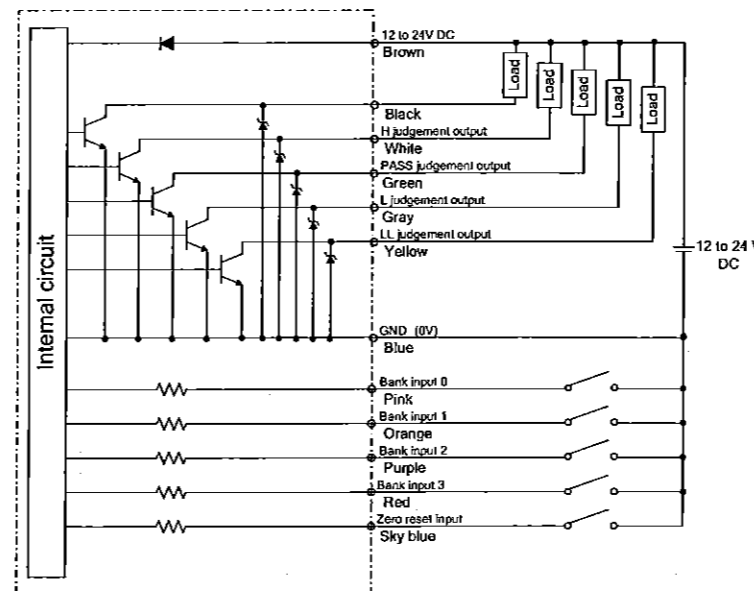 Internal circuit
12 to 24V DC
Brown
Load
Load
Load
Load
Load
Black
H judgement output
White
PASS judgement output
Green
L judgement output
Gray
LL judgement output
Yellow
12 to 24 V
DC
GND (0V)
Blue
Bank input 0
Pink
Bank input 1
Orange
Bank input 2
Purple
Bank input 3
Red
Zero reset input
Sky blue